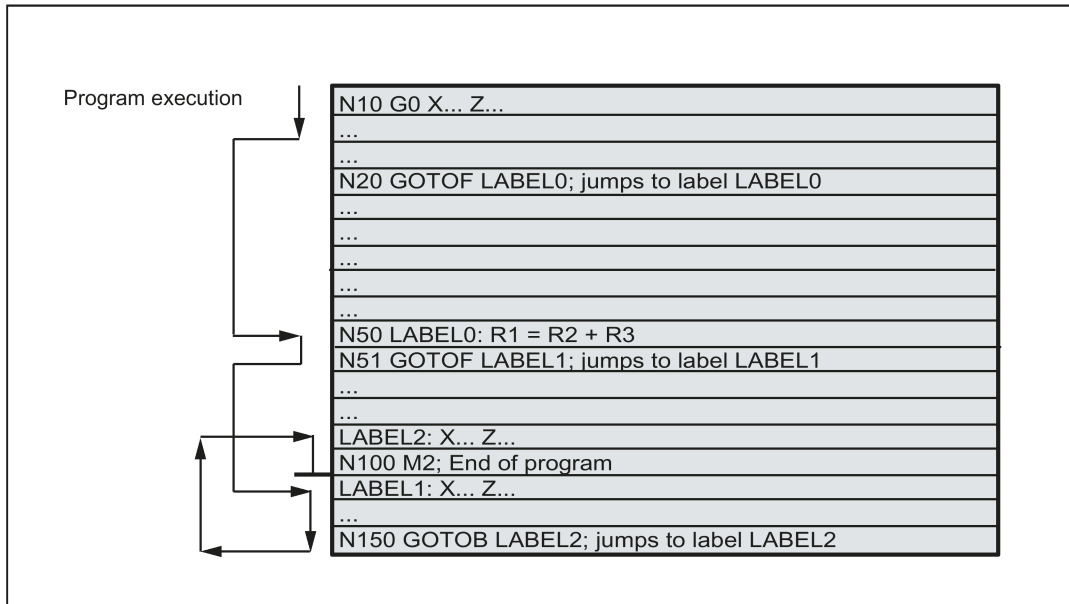 Program execution
N10 G0 X... Z...
...
...
N20 GOTOF LABEL0; jumps to label LABEL0
...
...
...
...
...
N50 LABEL0: R1 = R2 + R3
N51 GOTOF LABEL1; jumps to label LABEL1
...
...
LABEL2: X... Z...
N100 M2; End of program
LABEL1: X... Z...
...
N150 GOTOB LABEL2; jumps to label LABEL2